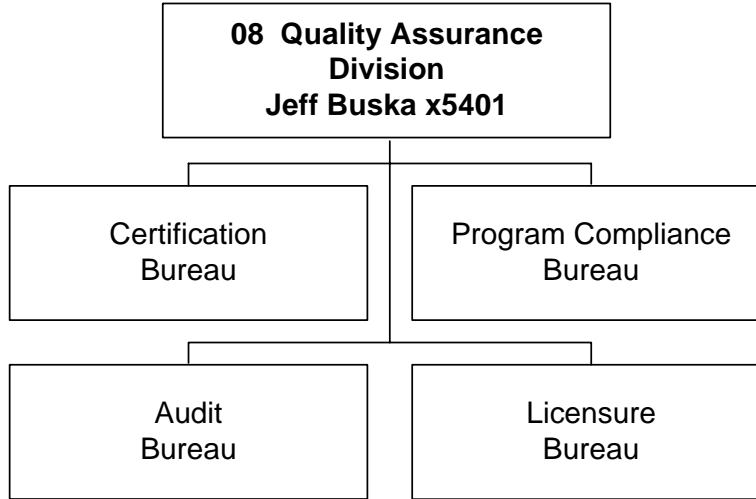 08  Quality Assurance
Division
Jeff Buska x5401
Certification
Bureau
Program Compliance
Bureau
Audit
Bureau
Licensure
Bureau